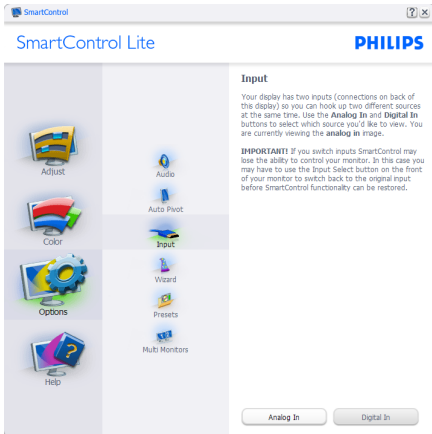 SmartControl
SmartControl Lite
PHILIPS
Adjust
Color
Options
Help
Audio
Auto Pivot
Input
Wizard
Presets
Multi Monitors
Input
Your display has two inputs (connections on back of
this display) so you can hook up two different sources
at the same time. Use the Analog In and Digital In
buttons to select which source you'd like to view. You
are currently viewing the analog in image.
IMPORTANT! If you switch inputs SmartControl may
lose the ability to control your monitor. In this case you
may have to use the Input Select button on the front
of your monitor to switch back to the original input
before SmartControl functionality can be restored.
Analog In
Digital In